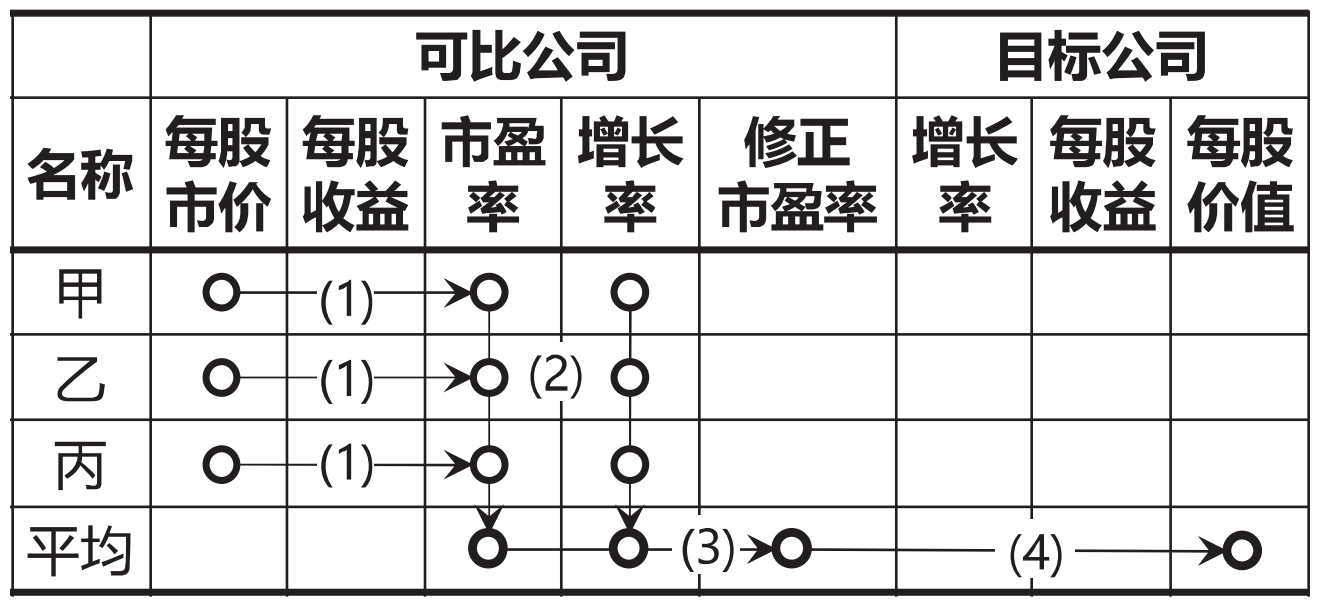 可比公司 目标公司
名称 每股市价 每股收益 市盈率 增长率 修正市盈率 增长率 每股收益 每股价值
甲 (1)
乙 (1) (2)
丙 (1)
平均 (3) (4)